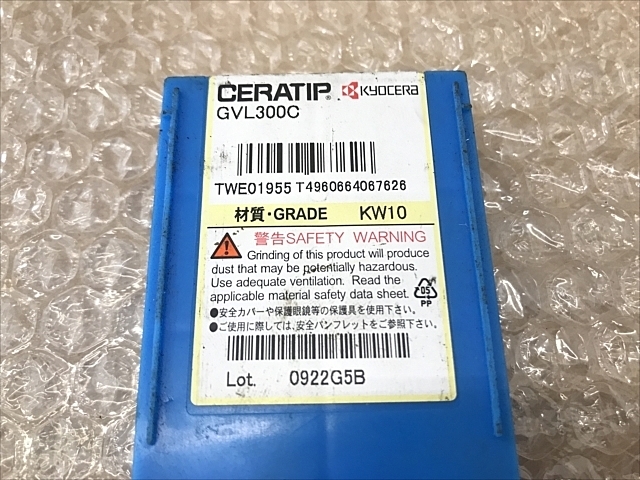 CERATIP® KYOCERa
GVL300C
TWE01955 T4960664067626
材質・GRADE KW10
警告SAFETY WARNING
Grinding of this product will produce
dust that may be potentially hazardous.
Use adequate ventilation. Read the
applicable material safety data sheet.
05
PP
●安全カバーや保護眼鏡等の保護具を使用下さい。
●ご使用に際しては、安全パンフレットをご参照下さい。
Lot. 0922G5B